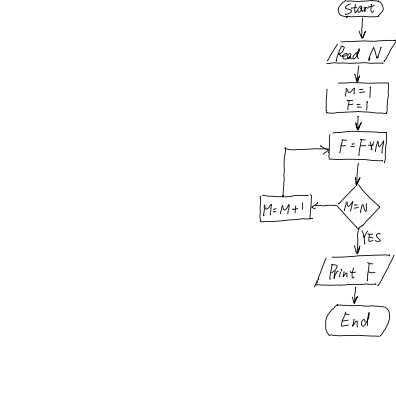 Start
Read N
M=1
F=1
F=F*M
M=M+1
M=N
YES
Print F
End